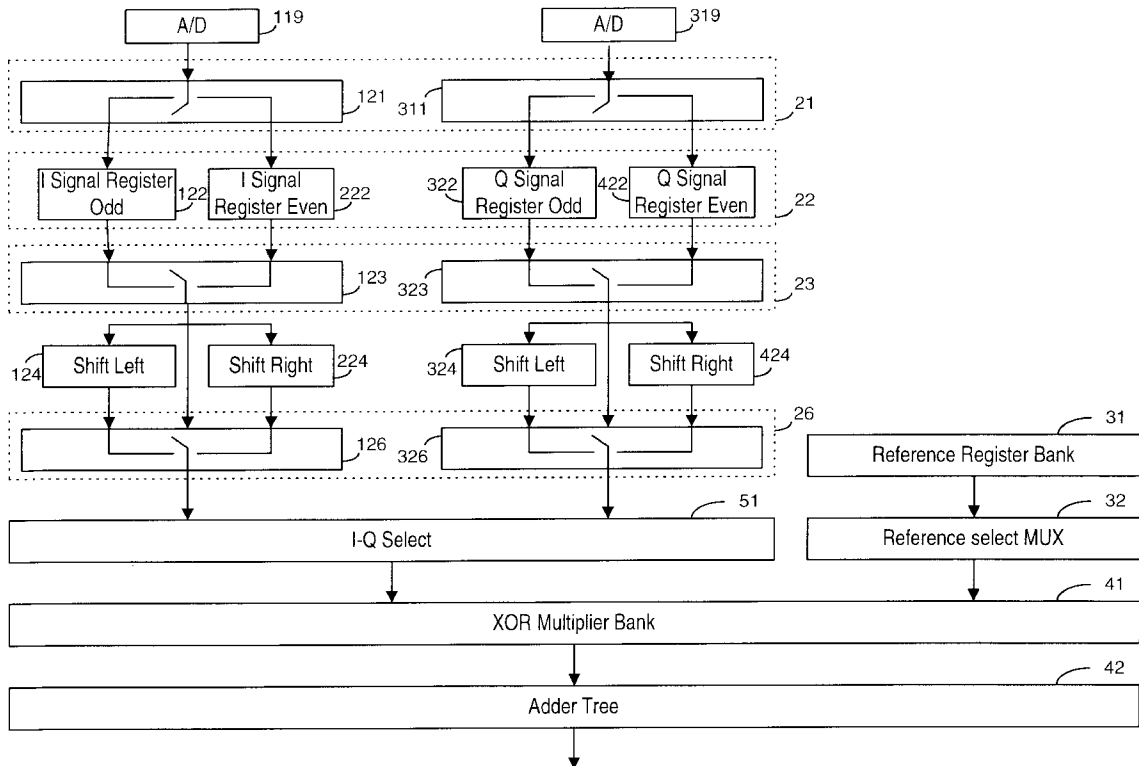 A/D
119
A/D
319
121
311
21
I Signal Register
Odd
122
I Signal
Register Even
222
322
Q Signal
Register Odd
422
Q Signal
Register Even
22
123
323
23
124
Shift Left
Shift Right
224
324
Shift Left
Shift Right
424
126
326
26
31
Reference Register Bank
51
I-Q Select
32
Reference select MUX
41
XOR Multiplier Bank
42
Adder Tree